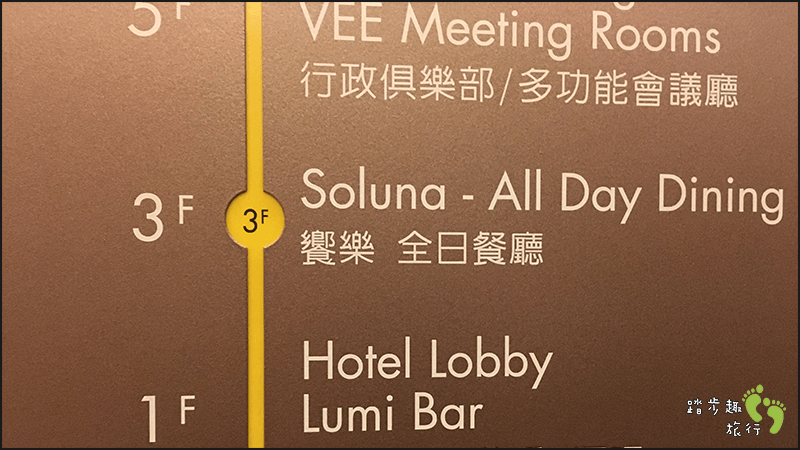 5F
VEE Meeting Rooms
行政俱樂部/多功能會議廳
3F
3F
Soluna - All Day Dining
饗樂 全日餐廳
Hotel Lobby
1F
Lumi Bar
踏步趣
旅行